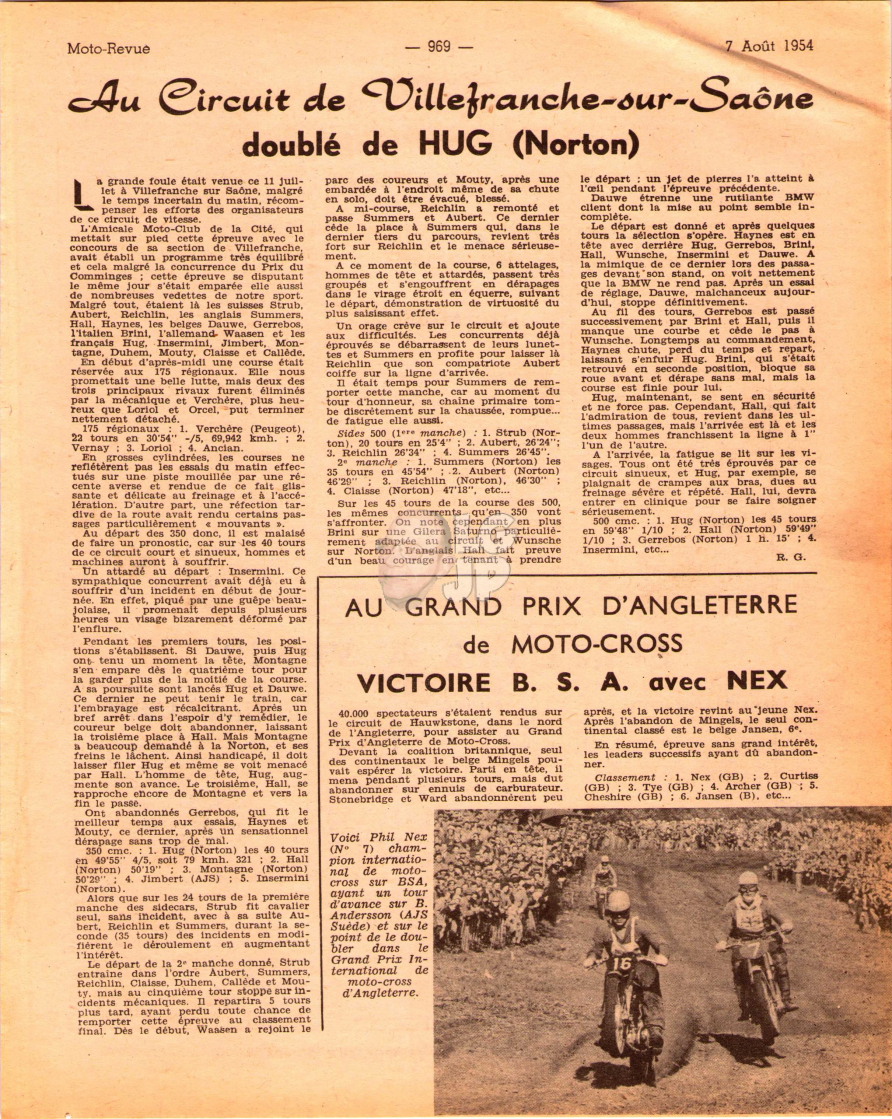 Moto-Revue
— 969 —
7 Août 1954
Au Circuit de Villefranche-sur-Saône
doublé de HUG (Norton)
La grande foule était venue ce 11 juil-
let à Villefranche sur Saône, malgré
le temps incertain du matin, récom-
penser les efforts des organisateurs
de ce circuit de vitesse.
L'Amicale Moto-Club de la Cité, qui
mettait sur pied cette épreuve avec le
concours de sa section de Villefranche,
avait établi un programme très équilibré
et cela malgré la concurrence du Prix du
Comminges ; cette épreuve se disputant
le même jour s'était emparée elle aussi
de nombreuses vedettes de notre sport.
Malgré tout, étaient là les suisses Strub,
Aubert, Reichlin, les anglais Summers,
Hall, Haynes, les belges Dauwe, Gerrebos,
l'italien Brini, l'allemand Waasen et les
français Hug, Insermini, Jimbert, Mon-
tagne, Duhem, Mouty, Claisse et Callède.
En début d'après-midi une course était
réservée aux 175 régionaux. Elle nous
promettait une belle lutte, mais deux des
trois principaux rivaux furent éliminés
par la mécanique et Verchère, plus heu-
reux que Loriol et Orcel, put terminer
nettement détaché.
175 régionaux : 1. Verchère (Peugeot),
22 tours en 30'54" -/5, 69,942 kmh. ; 2.
Vernay ; 3. Loriol ; 4. Ancian.
En grosses cylindrées, les courses ne
reflétèrent pas les essais du matin effec-
tués sur une piste mouillée par une ré-
cente averse et rendue de ce fait glis-
sante et délicate au freinage et à l'accé-
lération. D'autre part, une réfection tar-
dive de la route avait rendu certains pas-
sages particulièrement « mouvants ».
Au départ des 350 donc, il est malaisé
de faire un pronostic, car sur les 40 tours
de ce circuit court et sinueux, hommes et
machines auront à souffrir.
Un attardé au départ : Insermini. Ce
sympathique concurrent avait déjà eu à
souffrir d'un incident en début de jour-
née. En effet, piqué par une guêpe beau-
jolaise, il promenait depuis plusieurs
heures un visage bizarement déformé par
l'enflure.
Pendant les premiers tours, les posi-
tions s'établissent. Si Dauwe, puis Hug
ont tenu un moment la tête, Montagne
s'en empare dès le quatrième tour pour
la garder plus de la moitié de la course.
A sa poursuite sont lancés Hug et Dauwe.
Ce dernier ne peut tenir le train, car
l'embrayage est récalcitrant. Après un
bref arrêt dans l'espoir d'y remédier, le
coureur belge doit abandonner, laissant
la troisième place à Hall. Mais Montagne
a beaucoup demandé à la Norton, et ses
freins le lâchent. Ainsi handicapé, il doit
laisser filer Hug et même se voit menacé
par Hall. L'homme de tête, Hug, aug-
mente son avance. Le troisième, Hall, se
rapproche encore de Montagne et vers la
fin le passe.
Ont abandonnés Gerrebos, qui fit le
meilleur temps aux essais, Haynes et
Mouty, ce dernier, après un sensationnel
dérapage sans trop de mal.
350 cmc. : 1. Hug (Norton) les 40 tours
en 49'55" 4/5, soit 79 kmh. 321 ; 2. Hall
(Norton) 50'19" ; 3. Montagne (Norton)
50'29" ; 4. Jimbert (AJS) ; 5. Insermini
(Norton).
Alors que sur les 24 tours de la première
manche des sidecars, Strub fit cavalier
seul, sans incident, avec à sa suite Au-
bert, Reichlin et Summers, durant la se-
conde (35 tours) des incidents en modi-
fièrent le déroulement en augmentant
l'intérêt.
Le départ de la 2e manche donné, Strub
entraine dans l'ordre Aubert, Summers,
Reichlin, Claisse, Duhem, Callède et Mou-
ty, mais au cinquième tour stoppe sur in-
cidents mécaniques. Il repartira 5 tours
plus tard, ayant perdu toute chance de
remporter cette épreuve au classement
final. Dès le début, Waasen a rejoint le
parc des coureurs et Mouty, après une
embardée à l'endroit même de sa chute
en solo, doit être évacué, blessé.
A mi-course, Reichlin a remonté et
passe Summers et Aubert. Ce dernier
cède la place à Summers qui, dans le
dernier tiers du parcours, revient très
fort sur Reichlin et le menace sérieuse-
ment.
A ce moment de la course, 6 attelages,
hommes de tête et attardés, passent très
groupés et s'engouffrent en dérapages
dans le virage étroit en équerre, suivant
le départ, démonstration de virtuosité du
plus saisissant effet.
Un orage crève sur le circuit et ajoute
aux difficultés. Les concurrents déjà
éprouvés se débarrassent de leurs lunet-
tes et Summers en profite pour laisser là
Reichlin que son compatriote Aubert
coiffe sur la ligne d'arrivée.
Il était temps pour Summers de rem-
porter cette manche, car au moment du
tour d'honneur, sa chaine primaire tom-
be discrètement sur la chaussée, rompue...
de fatigue elle aussi.
Sides 500 (1ere manche) : 1. Strub (Nor-
ton), 20 tours en 25'4" ; 2. Aubert, 26'24";
3. Reichlin 26'34" ; 4. Summers 26'45".
2e manche : 1. Summers (Norton) les
35 tours en 45'54" ; 2. Aubert (Norton)
46'29" ; 3. Reichlin (Norton), 46'30" ;
4. Claisse (Norton) 47'18", etc...
Sur les 45 tours de la course des 500,
les mêmes concurrents qu'en 350 vont
s'affronter. On note cependant en plus
Brini sur une Gilera Saturne particuliè-
rement adaptée au circuit et Wunsche
sur Norton. L'anglais Hall fait preuve
d'un beau courage en tenant à prendre
le départ : un jet de pierres l'a atteint à
l'œil pendant l'épreuve précédente.
Dauwe étrenne une rutilante BMW
client dont la mise au point semble in-
complète.
Le départ est donné et après quelques
tours la sélection s'opère. Haynes est en
tête avec derrière Hug, Gerrebos, Brini,
Hall, Wunsche, Insermini et Dauwe. A
la mimique de ce dernier lors des passa-
ges devant son stand, on voit nettement
que la BMW ne rend pas. Après un essai
de réglage, Dauwe, malchanceux aujour-
d'hui, stoppe définitivement.
Au fil des tours, Gerrebos est passé
successivement par Brini et Hall, puis il
manque une courbe et cède le pas à
Wunsche. Longtemps au commandement,
Haynes chute, perd du temps et repart,
laissant s'enfuir Hug. Brini, qui s'était
retrouvé en seconde position, bloque sa
roue avant et dérape sans mal, mais la
course est finie pour lui.
Hug, maintenant, se sent en sécurité
et ne force pas. Cependant, Hall, qui fait
l'admiration de tous, revient dans les ul-
times passages, mais l'arrivée est là et les
deux hommes franchissent la ligne à 1"
l'un de l'autre.
A l'arrivée, la fatigue se lit sur les vi-
sages. Tous ont été très éprouvés par ce
circuit sinueux, et Hug, par exemple, se
plaignait de crampes aux bras, dues au
freinage sévère et répété. Hall, lui, devra
entrer en clinique pour se faire soigner
sérieusement.
500 cmc. : 1. Hug (Norton) les 45 tours
en 59'48" 1/10 ; 2. Hall (Norton) 59'49"
1/10 ; 3. Gerrebos (Norton) 1 h. 15' ; 4.
Insermini, etc...
R. G.
JP
AU GRAND PRIX D'ANGLETERRE
de MOTO-CROSS
VICTOIRE B. S. A. avec NEX
40.000 spectateurs s'étaient rendus sur
le circuit de Hauwkstone, dans le nord
de l'Angleterre, pour assister au Grand
Prix d'Angleterre de Moto-Cross.
Devant la coalition britannique, seul
des continentaux le belge Mingels pou-
vait espérer la victoire. Parti en tête, il
mena pendant plusieurs tours, mais dut
abandonner sur ennuis de carburateur.
Stonebridge et Ward abandonnèrent peu
après, et la victoire revint au jeune Nex.
Après l'abandon de Mingels, le seul con-
tinental classé est le belge Jansen, 6e.
En résumé, épreuve sans grand intérêt,
les leaders successifs ayant dû abandon-
ner.
Classement : 1. Nex (GB) ; 2. Curtiss
(GB) ; 3. Tye (GB) ; 4. Archer (GB) ; 5.
Cheshire (GB) ; 6. Jansen (B), etc...
Voici Phil Nex
(N° 7) cham-
pion internatio-
nal de moto-
cross sur BSA,
ayant un tour
d'avance sur B.
Andersson (AJS
Suède) et sur le
point de le dou-
bler dans le
Grand Prix In-
ternational de
moto-cross
d'Angleterre.
16